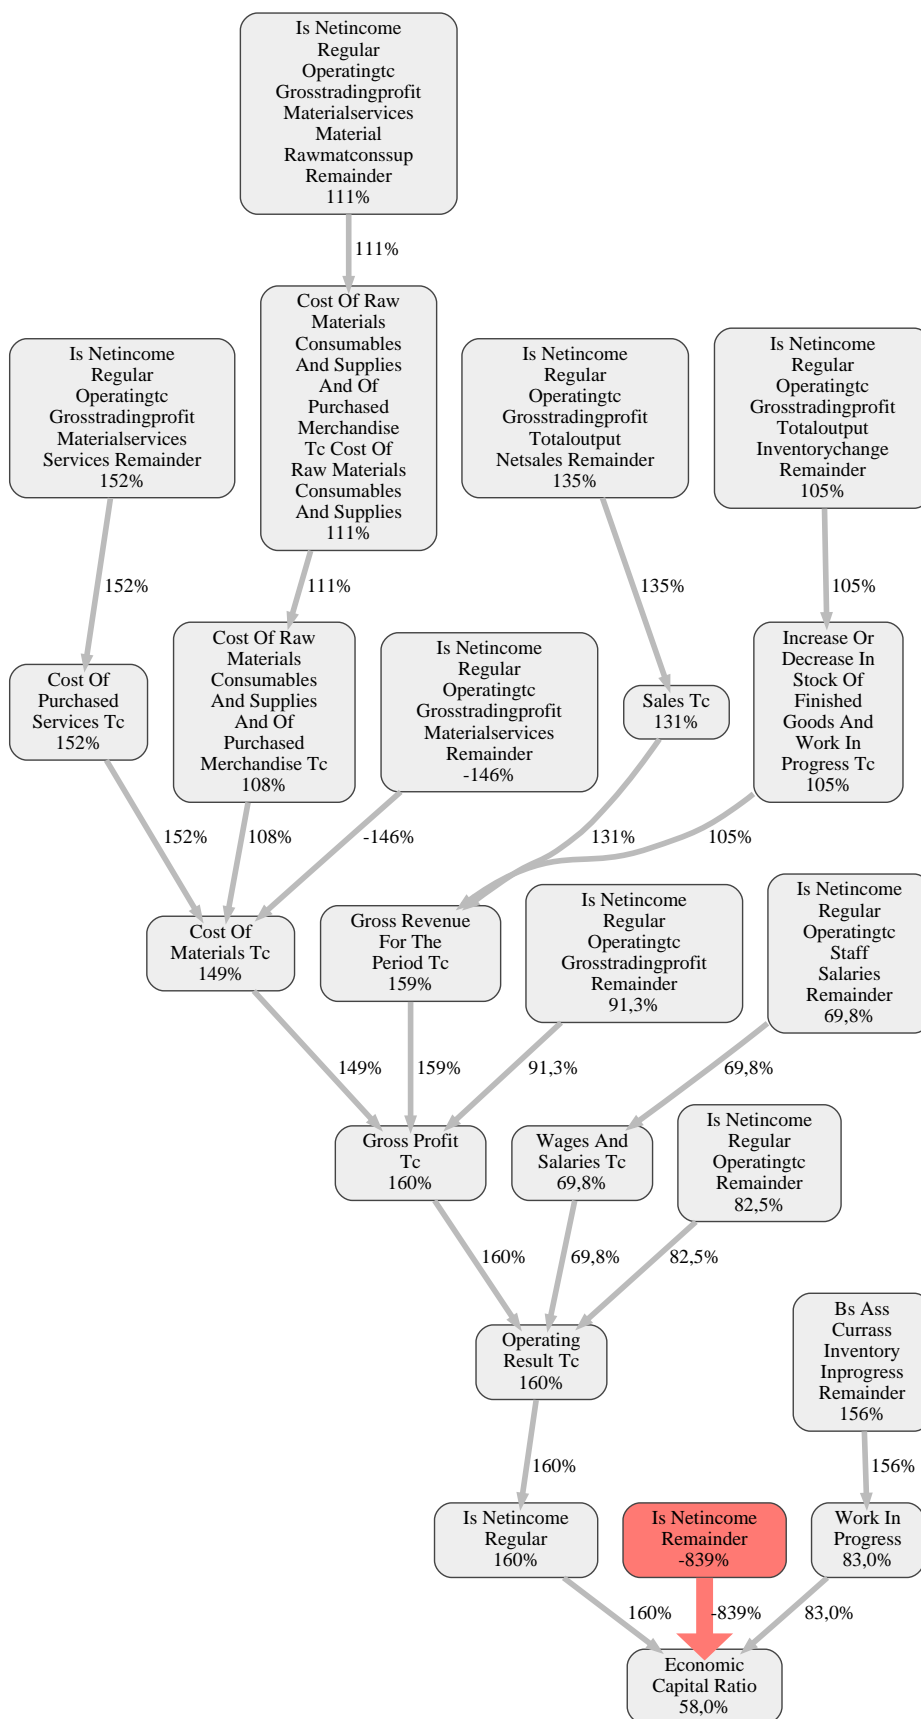 Is Netincome
Regular
Operatingtc
Grosstradingprofit
Materialservices
Material
Rawmatconssup
Remainder
111%
111%
Cost Of Raw
Materials
Consumables
And Supplies
And Of
Purchased
Merchandise
Tc Cost Of
Raw Materials
Consumables
And Supplies
111%
Is Netincome
Regular
Operatingtc
Grosstradingprofit
Materialservices
Services Remainder
152%
Is Netincome
Regular
Operatingtc
Grosstradingprofit
Totaloutput
Netsales Remainder
135%
Is Netincome
Regular
Operatingtc
Grosstradingprofit
Totaloutput
Inventorychange
Remainder
105%
152%
111%
135%
105%
Cost Of
Purchased
Services Tc
152%
Cost Of Raw
Materials
Consumables
And Supplies
And Of
Purchased
Merchandise Tc
108%
Is Netincome
Regular
Operatingtc
Grosstradingprofit
Materialservices
Remainder
-146%
Sales Tc
131%
Increase Or
Decrease In
Stock Of
Finished
Goods And
Work In
Progress Tc
105%
152%
108%
-146%
131%
105%
Cost Of
Materials Tc
149%
Gross Revenue
For The
Period Tc
159%
Is Netincome
Regular
Operatingtc
Grosstradingprofit
Remainder
91,3%
Is Netincome
Regular
Operatingtc
Staff
Salaries
Remainder
69,8%
149%
159%
91,3%
69,8%
Gross Profit
Tc
160%
Wages And
Salaries Tc
69,8%
Is Netincome
Regular
Operatingtc
Remainder
82,5%
160%
69,8%
82,5%
Operating
Result Tc
160%
Bs Ass
Currass
Inventory
Inprogress
Remainder
156%
160%
156%
Is Netincome
Regular
160%
Is Netincome
Remainder
-839%
Work In
Progress
83,0%
160%
-839%
83,0%
Economic
Capital Ratio
58,0%